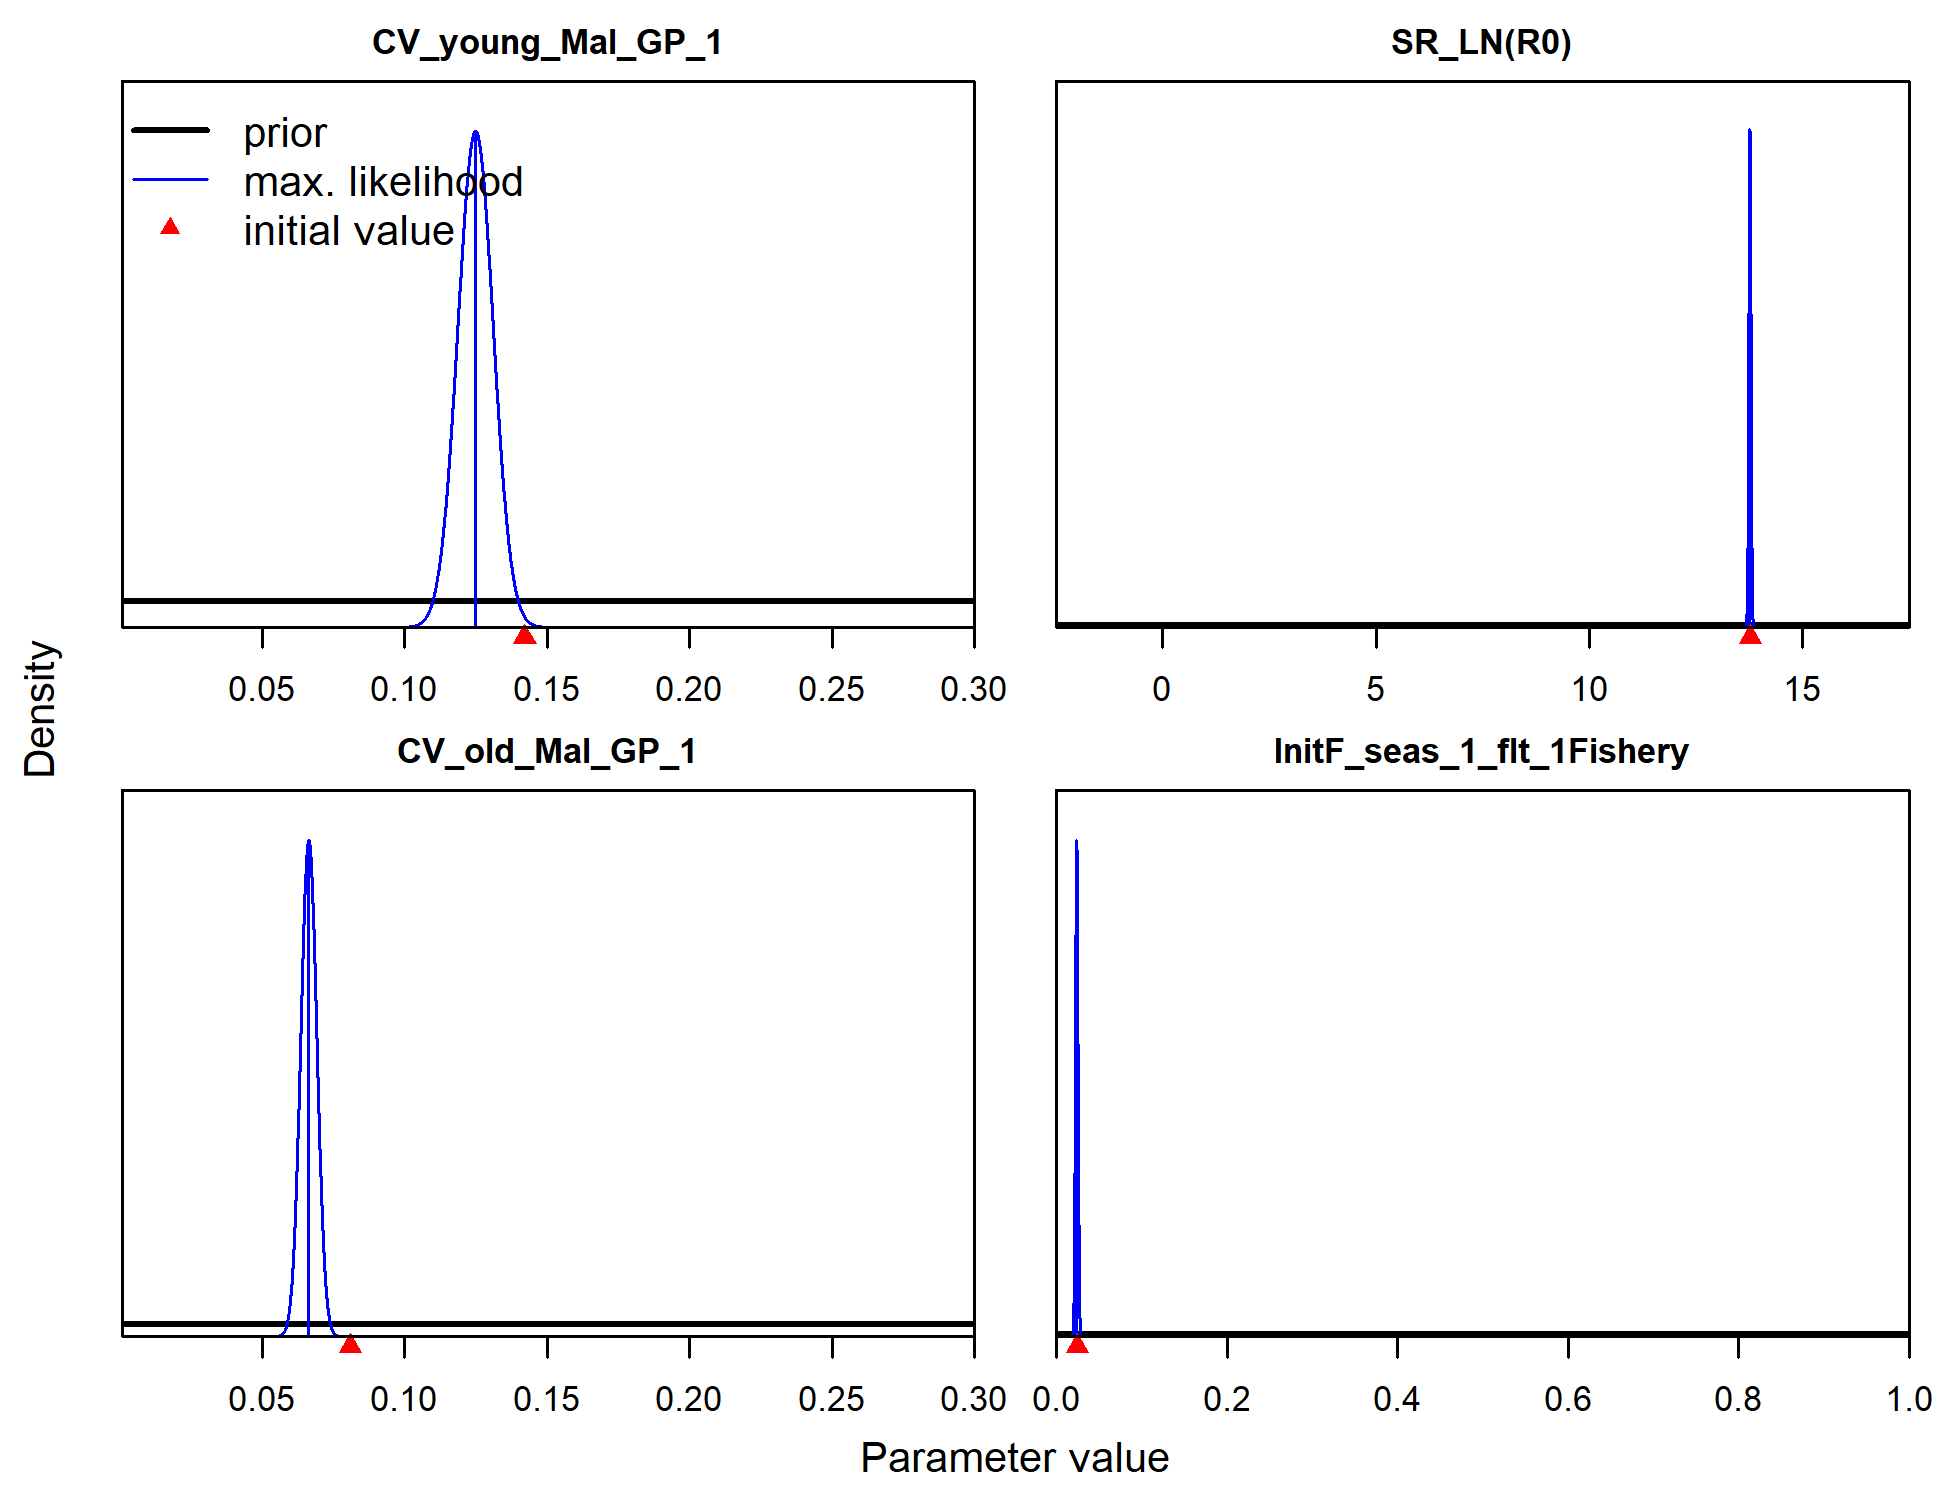 CV_young_Mal_GP_1
prior
max. likelihood
initial value
0.05 0.10 0.15 0.20 0.25 0.30
SR_LN(R0)
0 5 10 15
CV_old_Mal_GP_1
0.05 0.10 0.15 0.20 0.25 0.30
InitF_seas_1_flt_1Fishery
0.0 0.2 0.4 0.6 0.8 1.0
Density
Parameter value